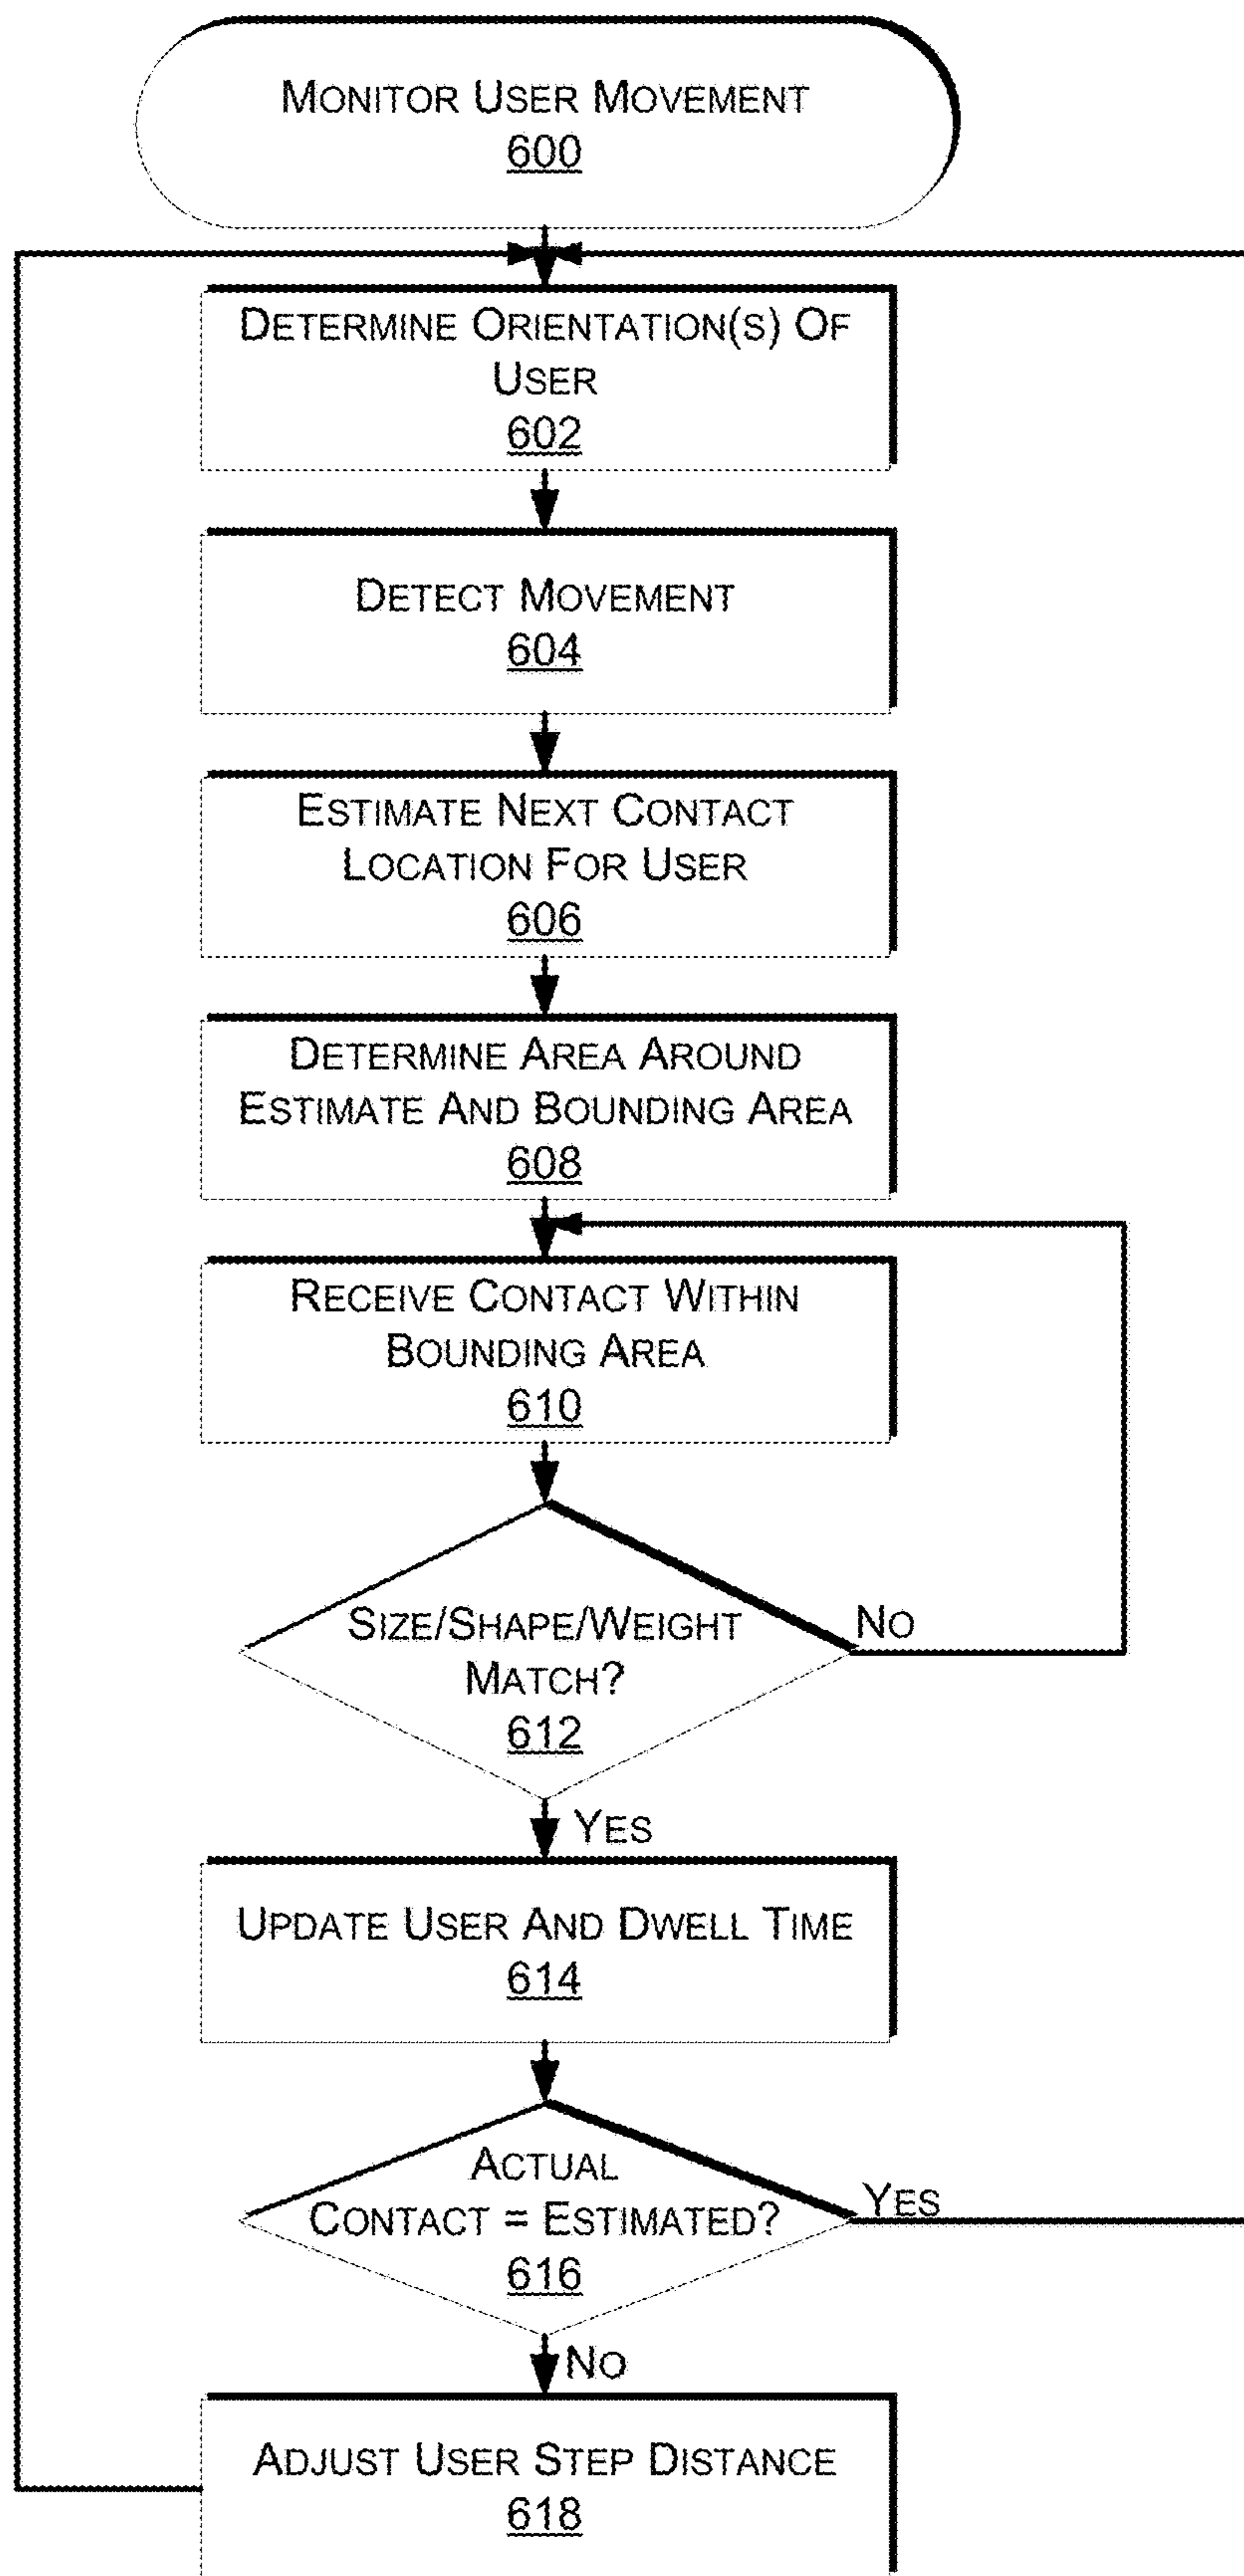 MONITOR USER MOVEMENT
600
DETERMINE ORIENTATION(S) OF
USER
602
DETECT MOVEMENT
604
ESTIMATE NEXT CONTACT
LOCATION FOR USER
606
DETERMINE AREA AROUND
ESTIMATE AND BOUNDING AREA
608
RECEIVE CONTACT WITHIN
BOUNDING AREA
610
SIZE/SHAPE/WEIGHT
MATCH?
612
NO
YES
UPDATE USER AND DWELL TIME
614
ACTUAL
CONTACT = ESTIMATED?
616
YES
NO
ADJUST USER STEP DISTANCE
618